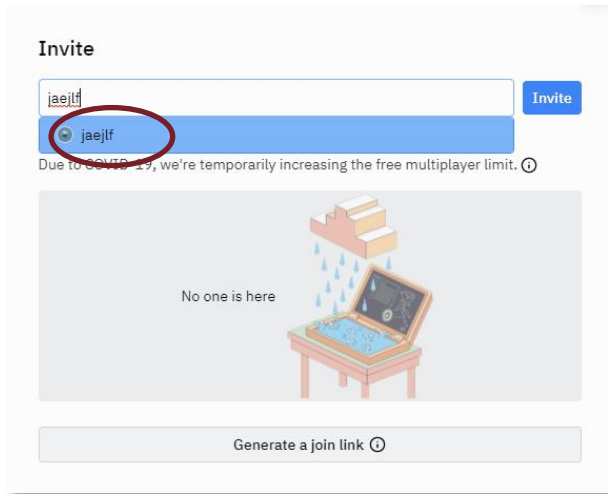 Invite
jaejlf
Invite
jaejlf
Due to COVID-19, we're temporarily increasing the free multiplayer limit.
No one is here
Generate a join link